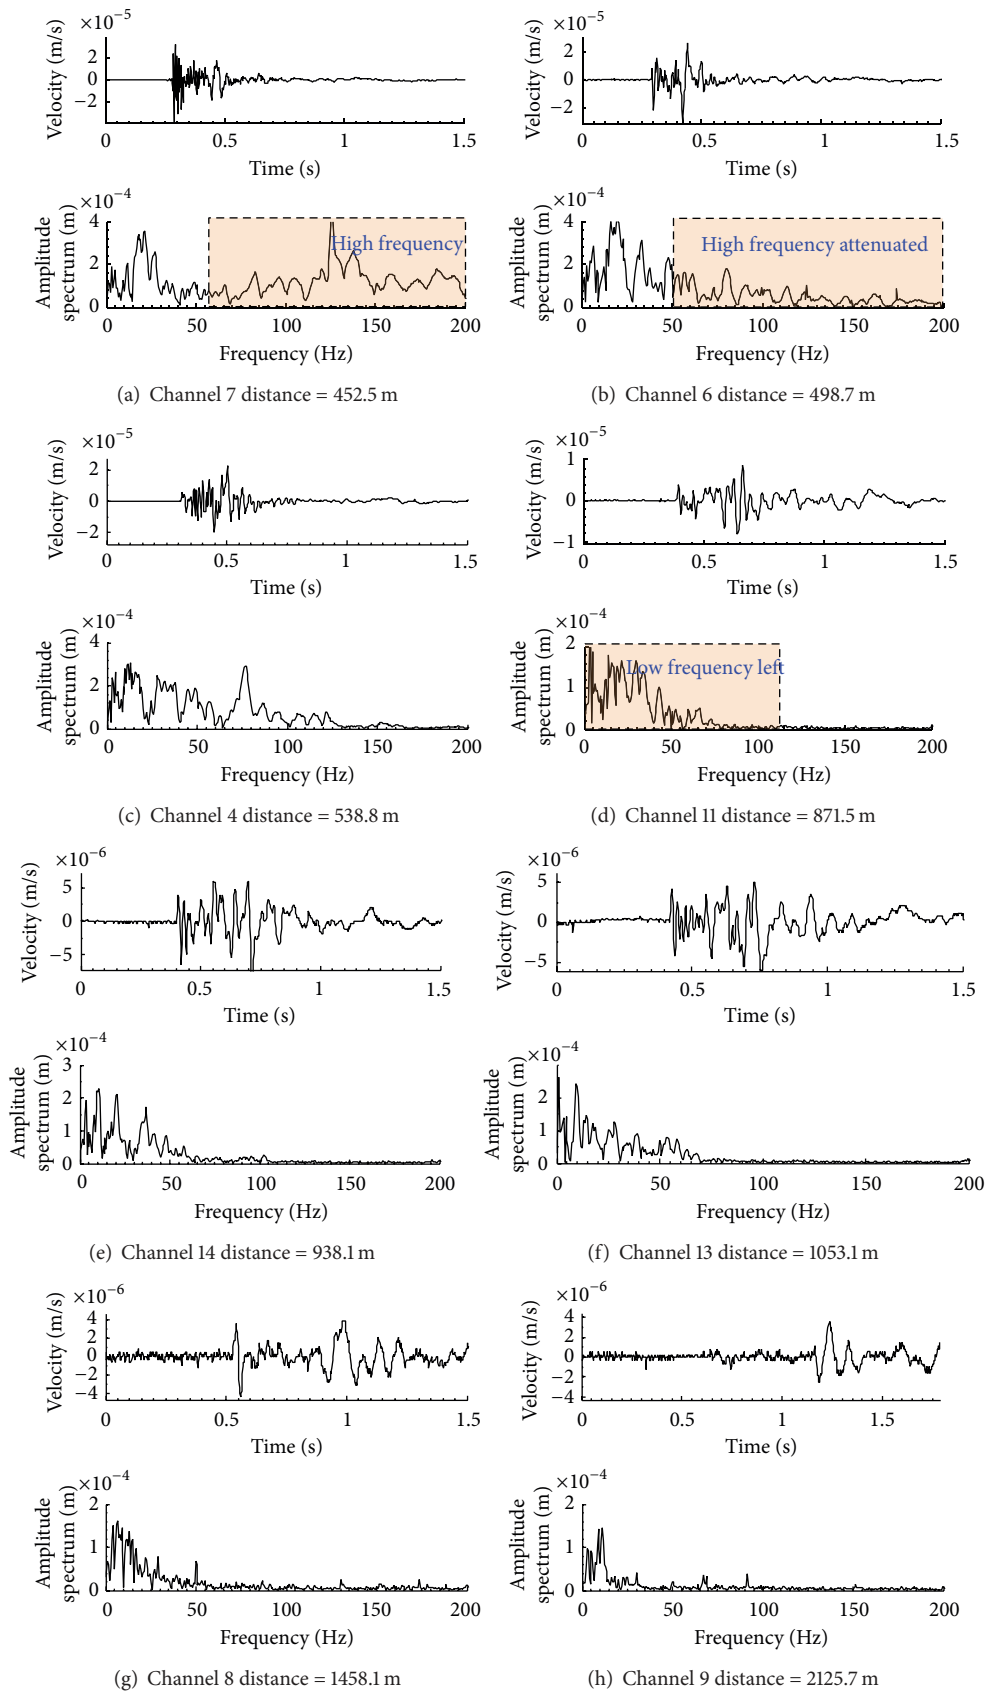 ×10⁻⁵
Velocity (m/s)
2
0
−2
0 0.5 1 1.5
Time (s)
×10⁻⁴
Amplitude
spectrum (m)
4
2
0
High frequency
0 50 100 150 200
Frequency (Hz)
(a) Channel 7 distance = 452.5 m
×10⁻⁵
Velocity (m/s)
2
0
−2
0 0.5 1 1.5
Time (s)
×10⁻⁴
Amplitude
spectrum (m)
4
2
0
High frequency attenuated
0 50 100 150 200
Frequency (Hz)
(b) Channel 6 distance = 498.7 m
×10⁻⁵
Velocity (m/s)
2
0
−2
0 0.5 1 1.5
Time (s)
×10⁻⁴
Amplitude
spectrum (m)
4
2
0
0 50 100 150 200
Frequency (Hz)
(c) Channel 4 distance = 538.8 m
×10⁻⁵
Velocity (m/s)
1
0
−1
0 0.5 1 1.5
Time (s)
×10⁻⁴
Amplitude
spectrum (m)
2
1
0
Low frequency left
0 50 100 150 200
Frequency (Hz)
(d) Channel 11 distance = 871.5 m
×10⁻⁶
Velocity (m/s)
5
0
−5
0 0.5 1 1.5
Time (s)
×10⁻⁴
Amplitude
spectrum (m)
3
2
1
0
0 50 100 150 200
Frequency (Hz)
(e) Channel 14 distance = 938.1 m
×10⁻⁶
Velocity (m/s)
5
0
−5
0 0.5 1 1.5
Time (s)
×10⁻⁴
Amplitude
spectrum (m)
3
2
1
0
0 50 100 150 200
Frequency (Hz)
(f) Channel 13 distance = 1053.1 m
×10⁻⁶
Velocity (m/s)
4
2
0
−2
−4
0 0.5 1 1.5
Time (s)
×10⁻⁴
Amplitude
spectrum (m)
2
1
0
0 50 100 150 200
Frequency (Hz)
(g) Channel 8 distance = 1458.1 m
×10⁻⁶
Velocity (m/s)
4
2
0
−2
−4
0 0.5 1 1.5
Time (s)
×10⁻⁴
Amplitude
spectrum (m)
2
1
0
0 50 100 150 200
Frequency (Hz)
(h) Channel 9 distance = 2125.7 m